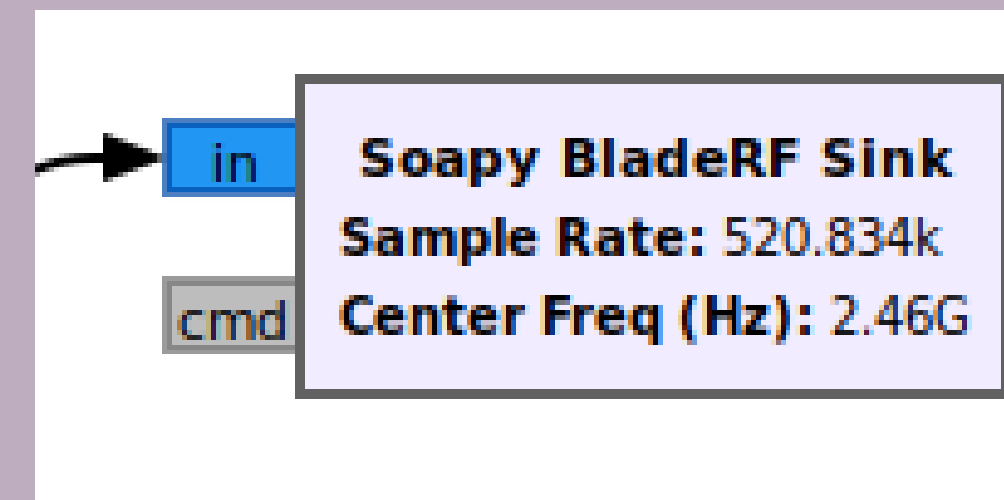 in
Soapy BladeRF Sink
Sample Rate: 520.834k
cmd
Center Freq (Hz): 2.46G